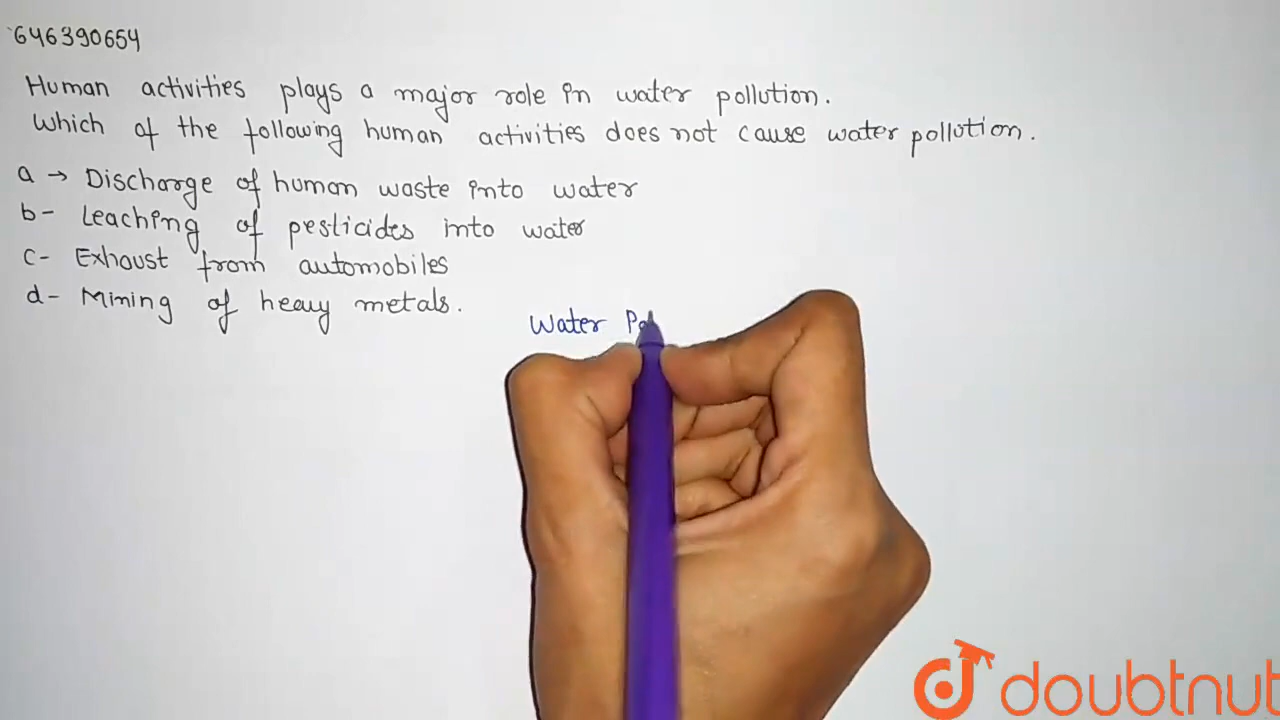 646390654
Human activities plays a major role in water pollution.
Which of the following human activities does not cause water pollution.
a → Discharge of human waste into water
b- Leaching of pesticides into water
c- Exhaust from automobiles
d- Mining of heavy metals.
Water Po
doubtnut